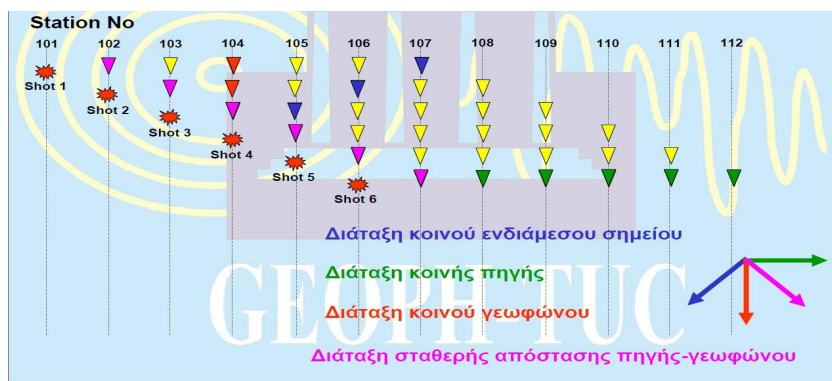 Station No
101 102 103 104 105 106 107 108 109 110 111 112
Shot 1
Shot 2
Shot 3
Shot 4
Shot 5
Shot 6
Διάταξη κοινού ενδιάμεσου σημείου
Διάταξη κοινής πηγής
GEOPH-TUC
Διάταξη κοινού γεωφώνου
Διάταξη σταθερής απόστασης πηγής-γεωφώνου